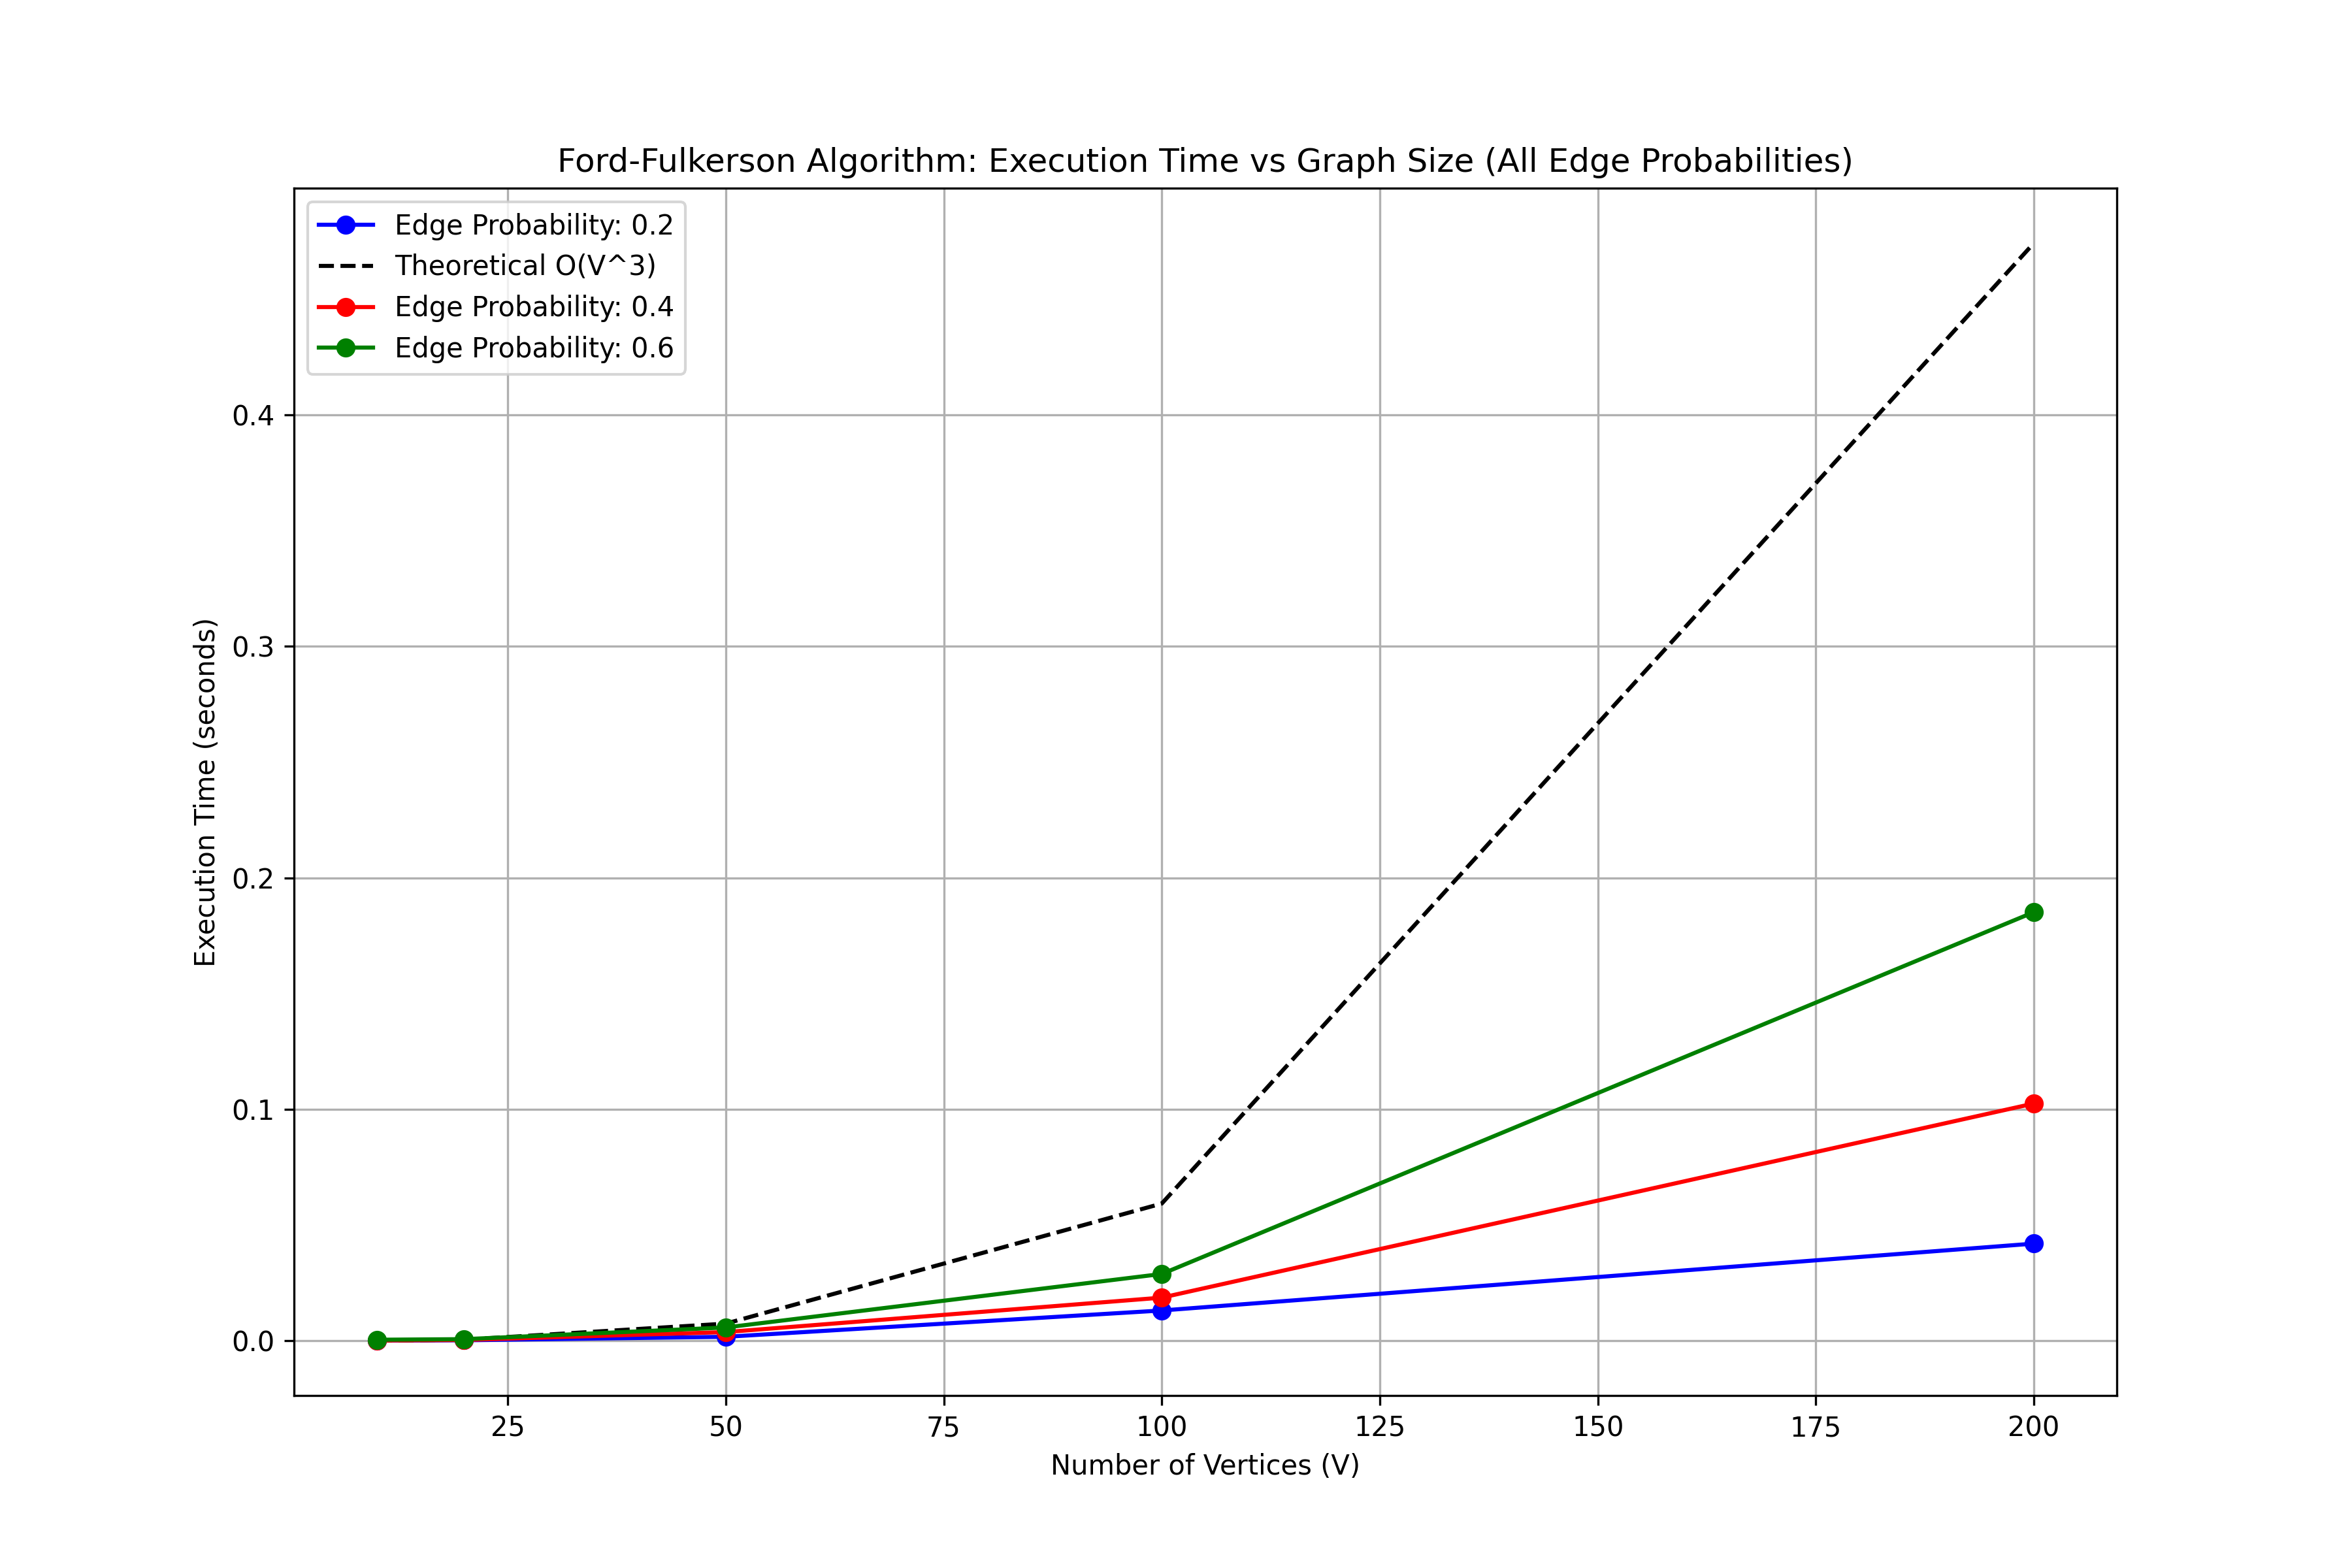 Ford-Fulkerson Algorithm: Execution Time vs Graph Size (All Edge Probabilities)
Edge Probability: 0.2
Theoretical O(V^3)
Edge Probability: 0.4
Edge Probability: 0.6
Execution Time (seconds)
0.4
0.3
0.2
0.1
0.0
25 50 75 100 125 150 175 200
Number of Vertices (V)